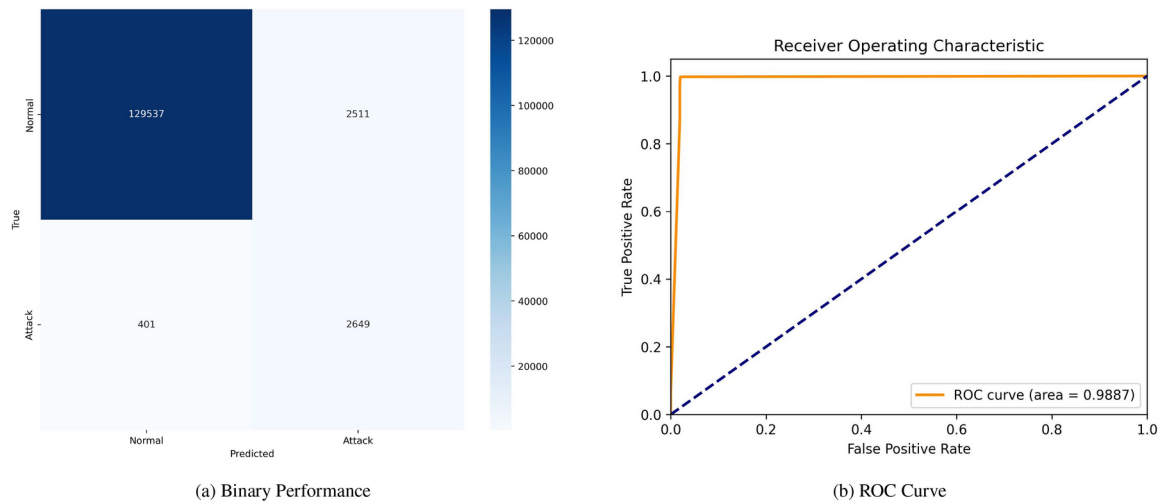 129537
2511
401
2649
Normal
Attack
True
Normal
Attack
Predicted
120000
100000
80000
60000
40000
20000
(a) Binary Performance
Receiver Operating Characteristic
1.0
0.8
0.6
0.4
0.2
0.0
True Positive Rate
0.0 0.2 0.4 0.6 0.8 1.0
False Positive Rate
ROC curve (area = 0.9887)
(b) ROC Curve